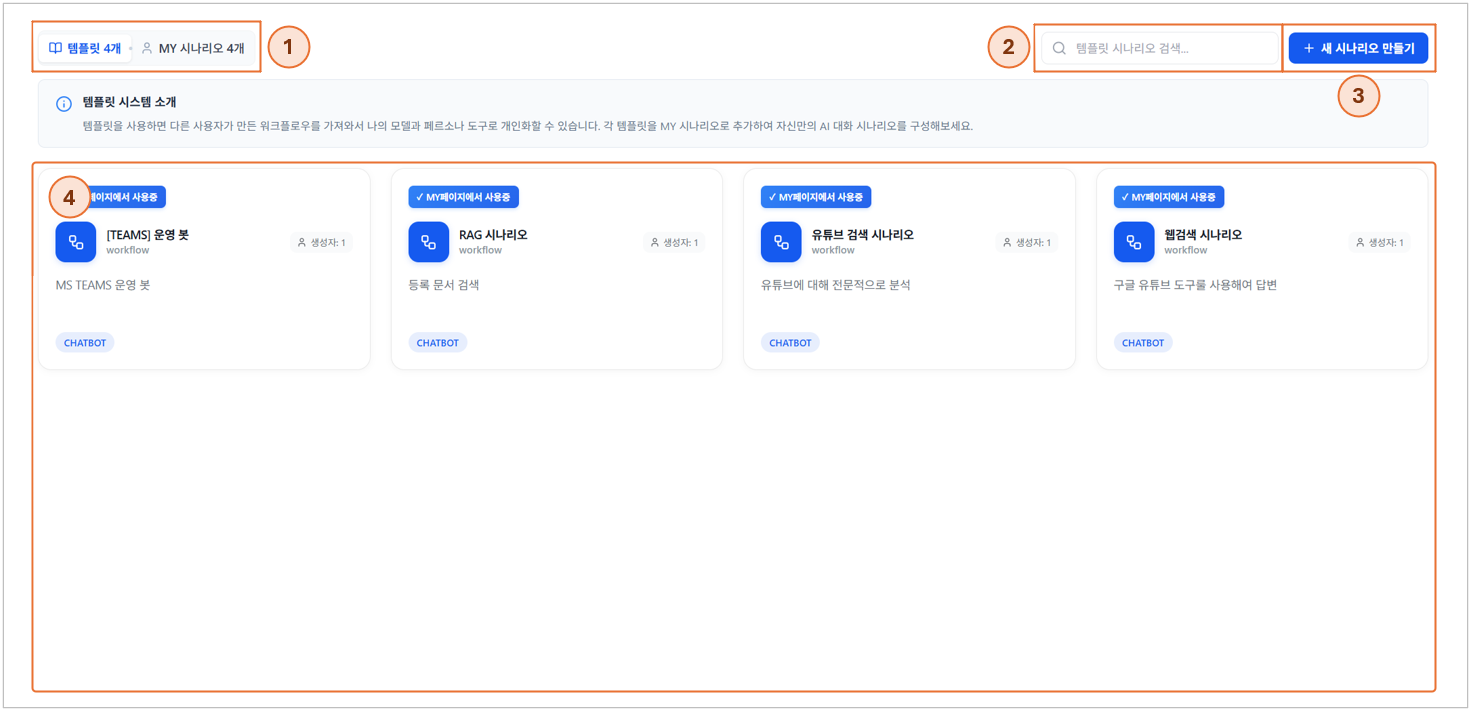 템플릿 4개
MY 시나리오 4개
1
2
템플릿 시나리오 검색...
+ 새 시나리오 만들기
3
템플릿 시스템 소개
템플릿을 사용하면 다른 사용자가 만든 워크플로우를 가져와서 나의 모델과 페르소나 도구로 개인화할 수 있습니다. 각 템플릿을 MY 시나리오로 추가하여 자신만의 AI 대화 시나리오를 구성해보세요.
4
페이지에서 사용중
[TEAMS] 운영 봇
workflow
생성자: 1
MS TEAMS 운영 봇
CHATBOT
✓ MY페이지에서 사용중
RAG 시나리오
workflow
생성자: 1
등록 문서 검색
CHATBOT
✓ MY페이지에서 사용중
유튜브 검색 시나리오
workflow
생성자: 1
유튜브에 대해 전문적으로 분석
CHATBOT
✓ MY페이지에서 사용중
웹검색 시나리오
workflow
생성자: 1
구글 유튜브 도구룰 사용해여 답변
CHATBOT